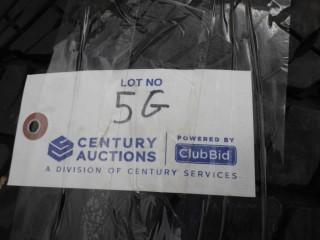 LOT NO
5G
CENTURY AUCTIONS
POWERED BY
ClubBid
A DIVISION OF CENTURY SERVICES